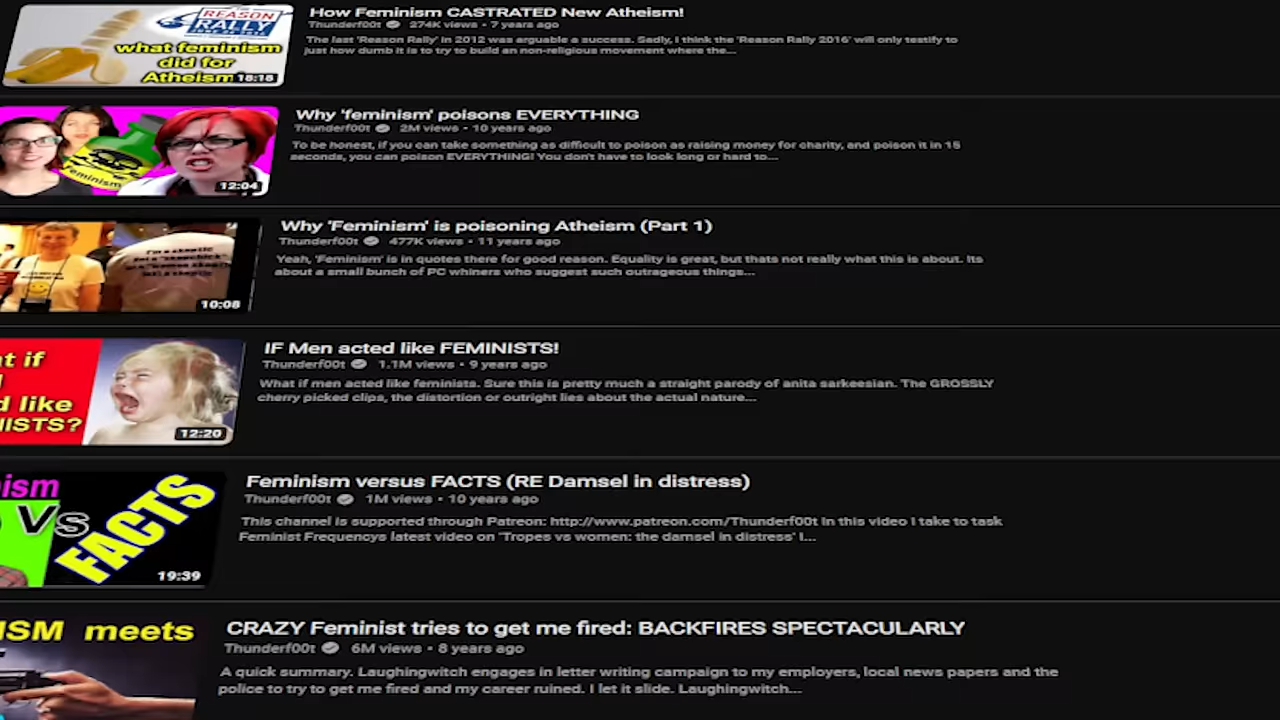 REASON
RALLY
what feminism
did for
Atheism
18:18
How Feminism CASTRATED New Atheism!
Thunderf00t 274K views • 7 years ago
The last 'Reason Rally' in 2012 was arguable a success. Sadly, I think the 'Reason Rally 2016' will only testify to
just how dumb it is to try to build an non-religious movement where the...
Feminism
12:04
Why 'feminism' poisons EVERYTHING
Thunderf00t 2M views • 10 years ago
To be honest, if you can take something as difficult to poison as raising money for charity, and poison it in 15
seconds, you can poison EVERYTHING! You don't have to look long or hard to...
10:08
Why 'Feminism' is poisoning Atheism (Part 1)
Thunderf00t 477K views • 11 years ago
Yeah, 'Feminism' is in quotes there for good reason. Equality is great, but thats not really what this is about. Its
about a small bunch of PC whiners who suggest such outrageous things...
t if
d like
NISTS?
12:20
IF Men acted like FEMINISTS!
Thunderf00t 1.1M views • 9 years ago
What if men acted like feminists. Sure this is pretty much a straight parody of anita sarkeesian. The GROSSLY
cherry picked clips, the distortion or outright lies about the actual nature...
ism
Vs
FACTS
19:39
Feminism versus FACTS (RE Damsel in distress)
Thunderf00t 1M views • 10 years ago
This channel is supported through Patreon: http://www.patreon.com/Thunderf00t In this video I take to task
Feminist Frequencys latest video on 'Tropes vs women: the damsel in distress' I...
ISM meets
CRAZY Feminist tries to get me fired: BACKFIRES SPECTACULARLY
Thunderf00t 6M views • 8 years ago
A quick summary. Laughingwitch engages in letter writing campaign to my employers, local news papers and the
police to try to get me fired and my career ruined. I let it slide. Laughingwitch...